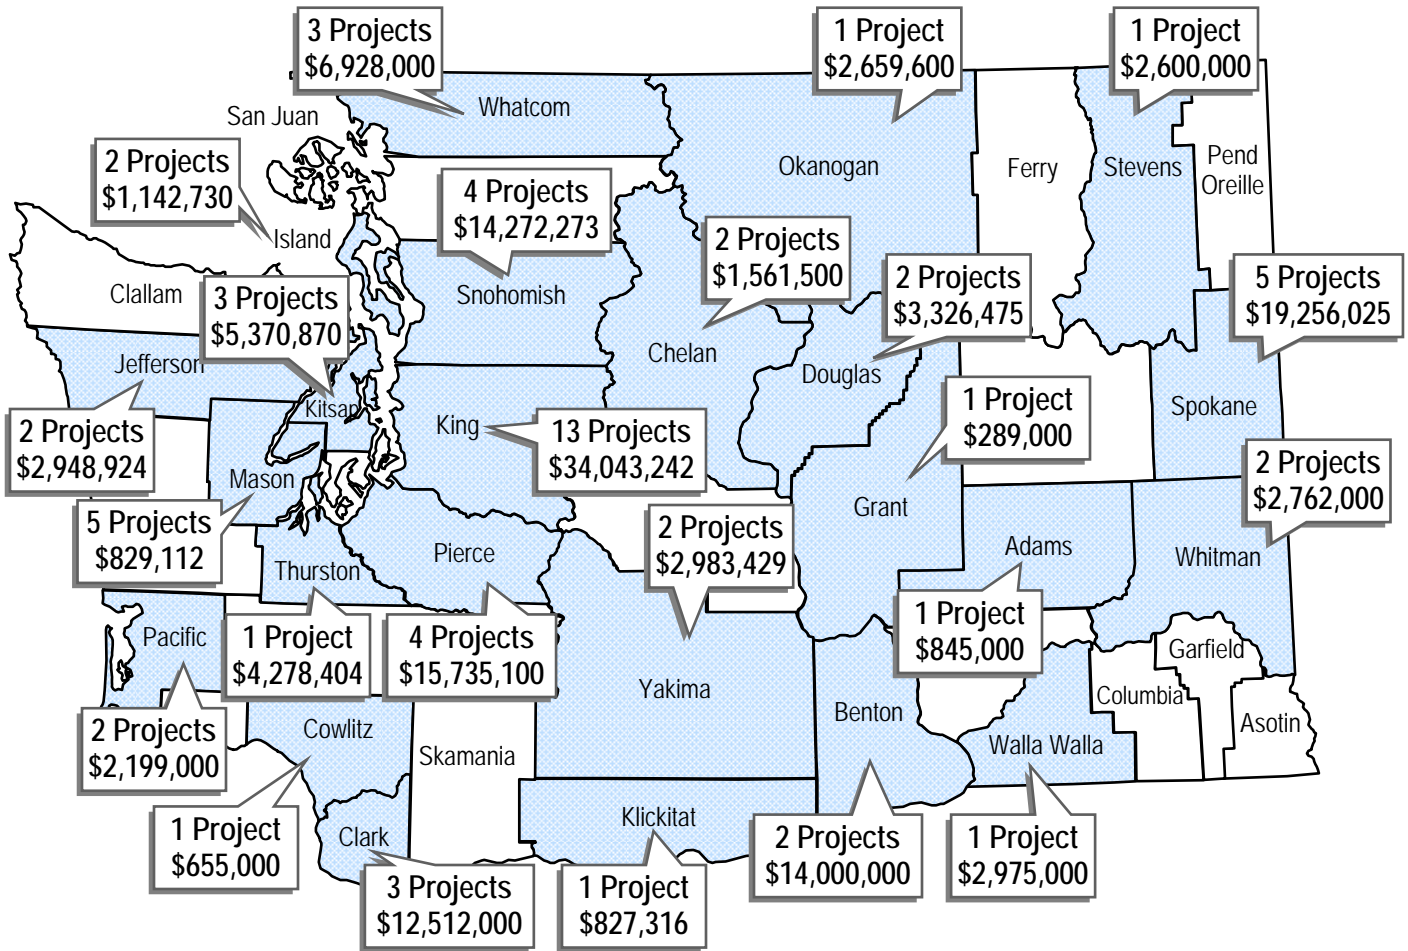 3 Projects
$6,928,000
1 Project
$2,659,600
1 Project
$2,600,000
San Juan
Whatcom
2 Projects
$1,142,730
Okanogan
Ferry
Stevens
Pend
Oreille
4 Projects
$14,272,273
Island
2 Projects
$1,561,500
2 Projects
$3,326,475
5 Projects
$19,256,025
Clallam
3 Projects
$5,370,870
Snohomish
Jefferson
Chelan
Douglas
Kitsap
King
13 Projects
$34,043,242
1 Project
$289,000
Spokane
2 Projects
$2,948,924
Mason
2 Projects
$2,762,000
5 Projects
$829,112
Grant
2 Projects
$2,983,429
Pierce
Adams
Whitman
Thurston
1 Project
$845,000
Pacific
1 Project
$4,278,404
4 Projects
$15,735,100
Garfield
Yakima
Columbia
Benton
Asotin
2 Projects
$2,199,000
Cowlitz
Skamania
Walla Walla
1 Project
$655,000
Clark
Klickitat
2 Projects
$14,000,000
1 Project
$2,975,000
3 Projects
$12,512,000
1 Project
$827,316